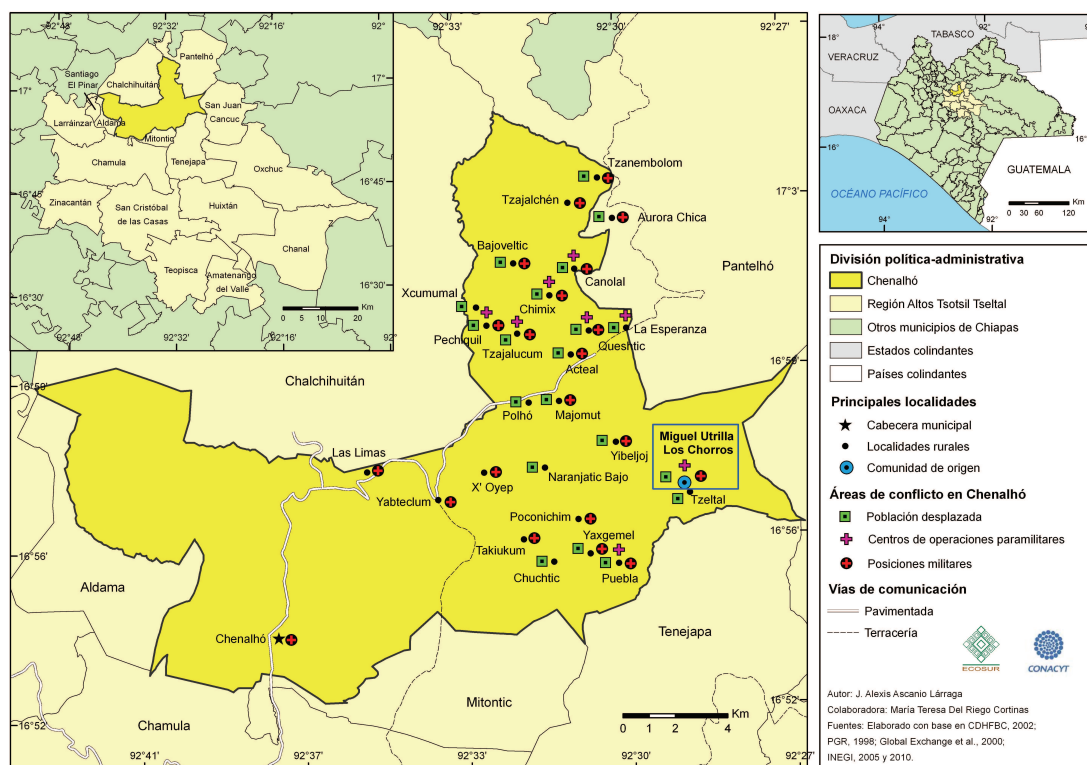 92°48'
92°32'
92°16'
92°
Pantelhó
Santiago
El Pinar
Chalchihuitán
17°
17°
San Juan
Cancuc
Larráinzar
Aldama
Mitontic
Chamula
Tenejapa
Oxchuc
16°45'
16°45'
Zinacantán
San Cristóbal
de las Casas
Huixtán
Chanal
Teopisca
Amatenango
del Valle
16°30'
16°30'
0 10 20
Km
92°48'
92°32'
92°16'
92°
92°33'
92°30'
92°27'
Tzanembolom
17°3'
Tzajalchén
Aurora Chica
Bajoveltic
Pantelhó
Canolal
Xcumumal
Chimix
La Esperanza
Pechiquil
Tzajalucum
Queshtic
Acteal
16°59'
16°59'
Chalchihuitán
Polhó
Majomut
Miguel Utrilla
Los Chorros
Yibeljoj
Las Limas
X' Oyep
Naranjatic Bajo
Yabteclum
Tzeltal
Poconichim
16°56'
16°56'
Takiukum
Yaxgemel
Chuchtic
Puebla
Aldama
Chenalhó
Tenejapa
Mitontic
16°52'
16°52'
Chamula
Km
0 1 2 4
92°41'
92°37'
92°33'
92°30'
92°27'
94°
92°
18°
TABASCO
VERACRUZ
OAXACA
16°
16°
GUATEMALA
OCÉANO PACÍFICO
Km
0 30 60 120
94°
92°
División política-administrativa
Chenalhó
Región Altos Tsotsil Tseltal
Otros municipios de Chiapas
Estados colindantes
Países colindantes
Principales localidades
Cabecera municipal
Localidades rurales
Comunidad de origen
Áreas de conflicto en Chenalhó
Población desplazada
Centros de operaciones paramilitares
Posiciones militares
Vías de comunicación
Pavimentada
Terracería
ECOSUR
CONACYT
Autor: J. Alexis Ascanio Lárraga
Colaboradora: María Teresa Del Riego Cortinas
Fuentes: Elaborado con base en CDHFBC, 2002;
PGR, 1998; Global Exchange et al., 2000;
INEGI, 2005 y 2010.